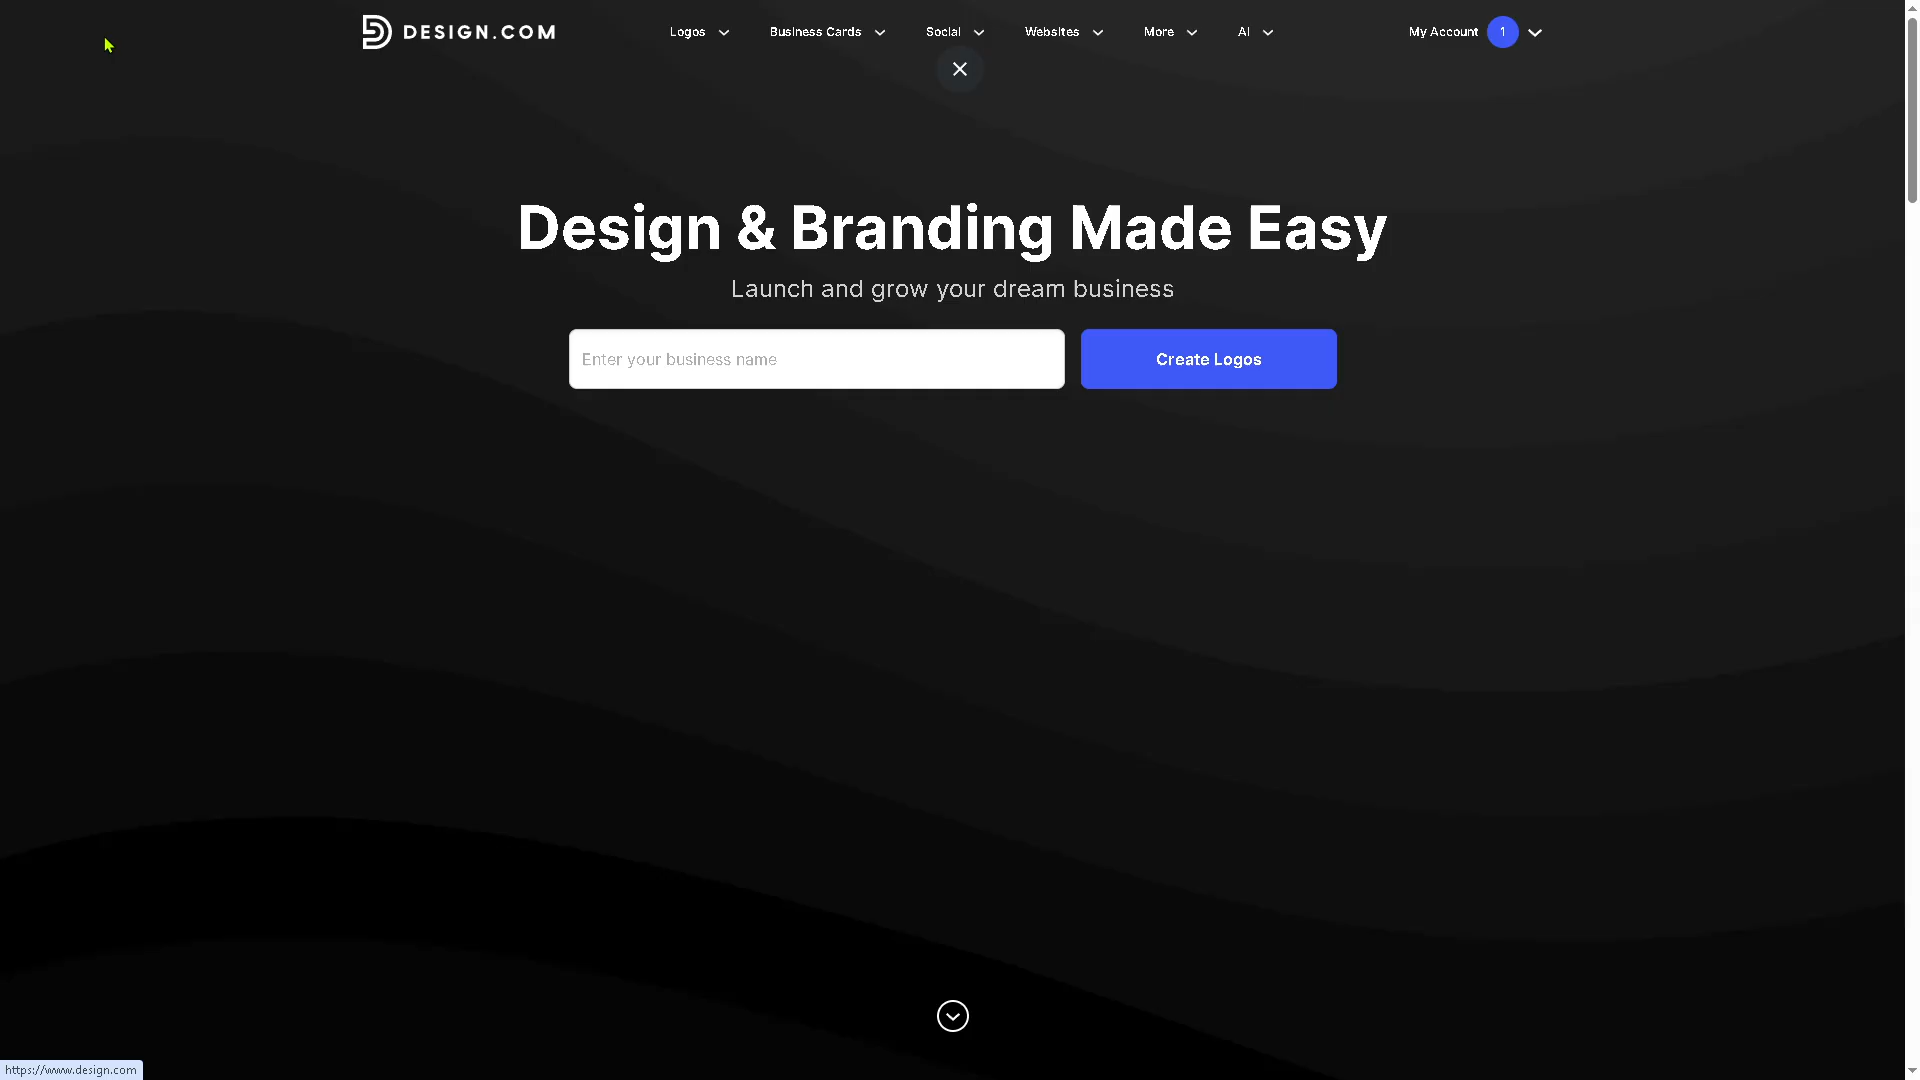 DESIGN.COM
Logos
Business Cards
Social
Websites
More
AI
My Account
1
Design & Branding Made Easy
Launch and grow your dream business
Enter your business name
Create Logos
https://www.design.com